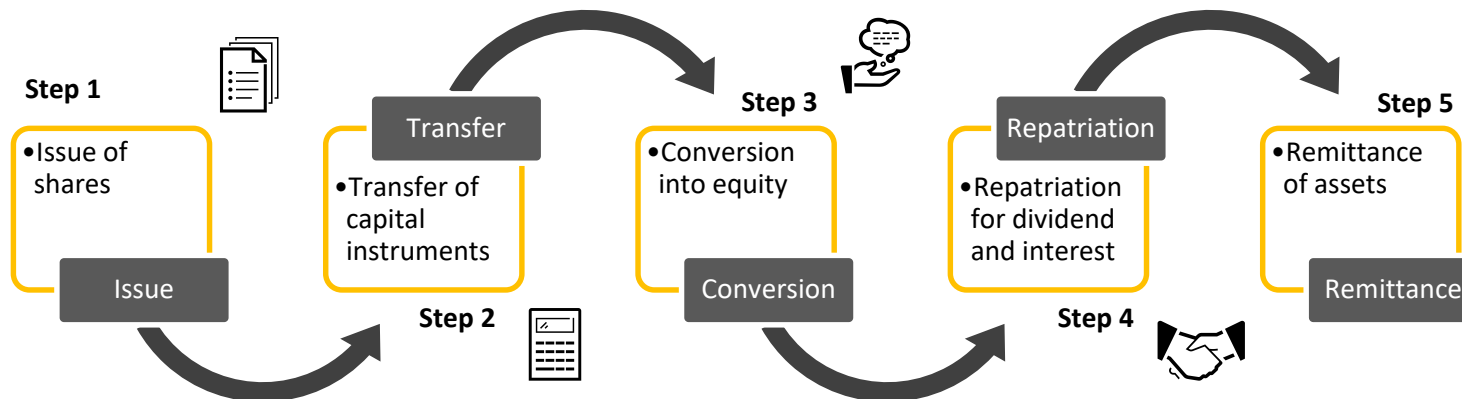 Step 1
•Issue of
shares
Issue
Transfer
•Transfer of
capital
instruments
Step 2
Step 3
•Conversion
into equity
Conversion
Repatriation
•Repatriation
for dividend
and interest
Step 4
Step 5
•Remittance
of assets
Remittance